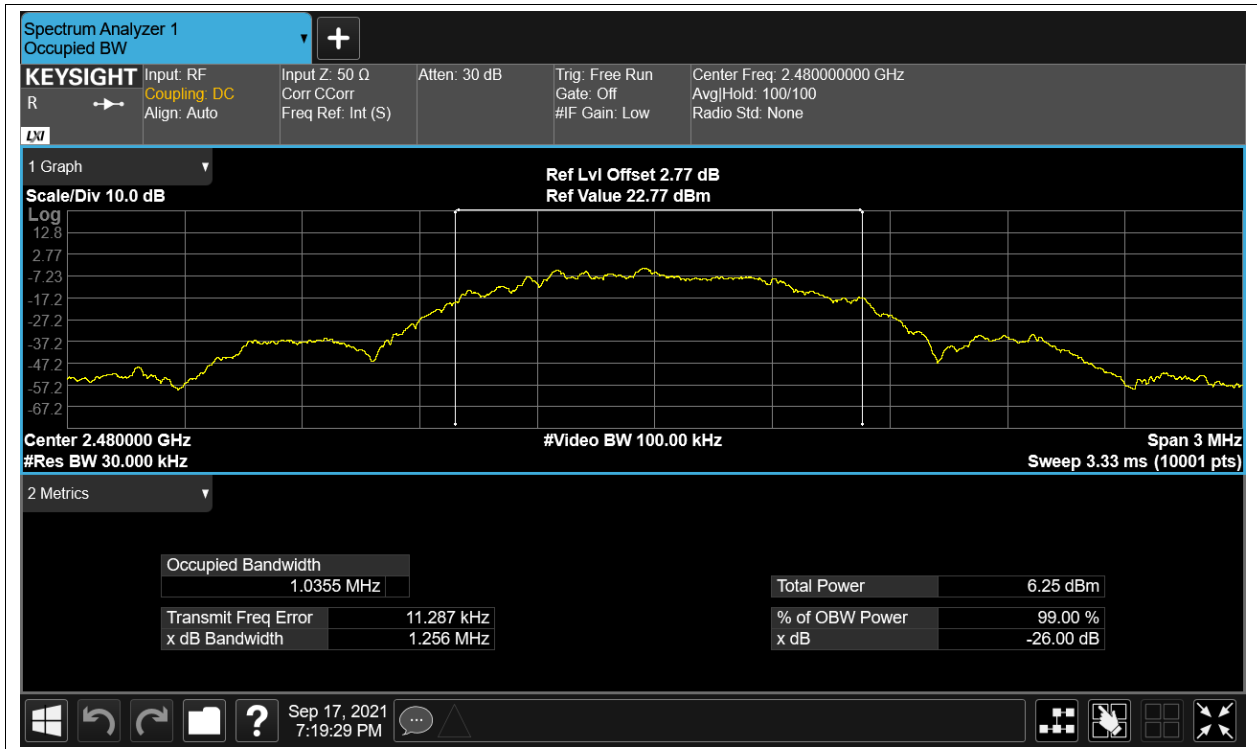 Spectrum Analyzer 1
Occupied BW
KEYSIGHT
R
LXI
Input: RF
Coupling: DC
Align: Auto
Input Z: 50 Ω
Corr CCorr
Freq Ref: Int (S)
Atten: 30 dB
Trig: Free Run
Gate: Off
#IF Gain: Low
Center Freq: 2.480000000 GHz
Avg|Hold: 100/100
Radio Std: None
1 Graph
Scale/Div 10.0 dB
Ref Lvl Offset 2.77 dB
Ref Value 22.77 dBm
Log
12.8
2.77
-7.23
-17.2
-27.2
-37.2
-47.2
-57.2
-67.2
Center 2.480000 GHz
#Video BW 100.00 kHz
Span 3 MHz
#Res BW 30.000 kHz
Sweep 3.33 ms (10001 pts)
2 Metrics
Occupied Bandwidth
1.0355 MHz
Total Power 6.25 dBm
Transmit Freq Error 11.287 kHz
% of OBW Power 99.00 %
x dB Bandwidth 1.256 MHz
x dB -26.00 dB
?
Sep 17, 2021
7:19:29 PM